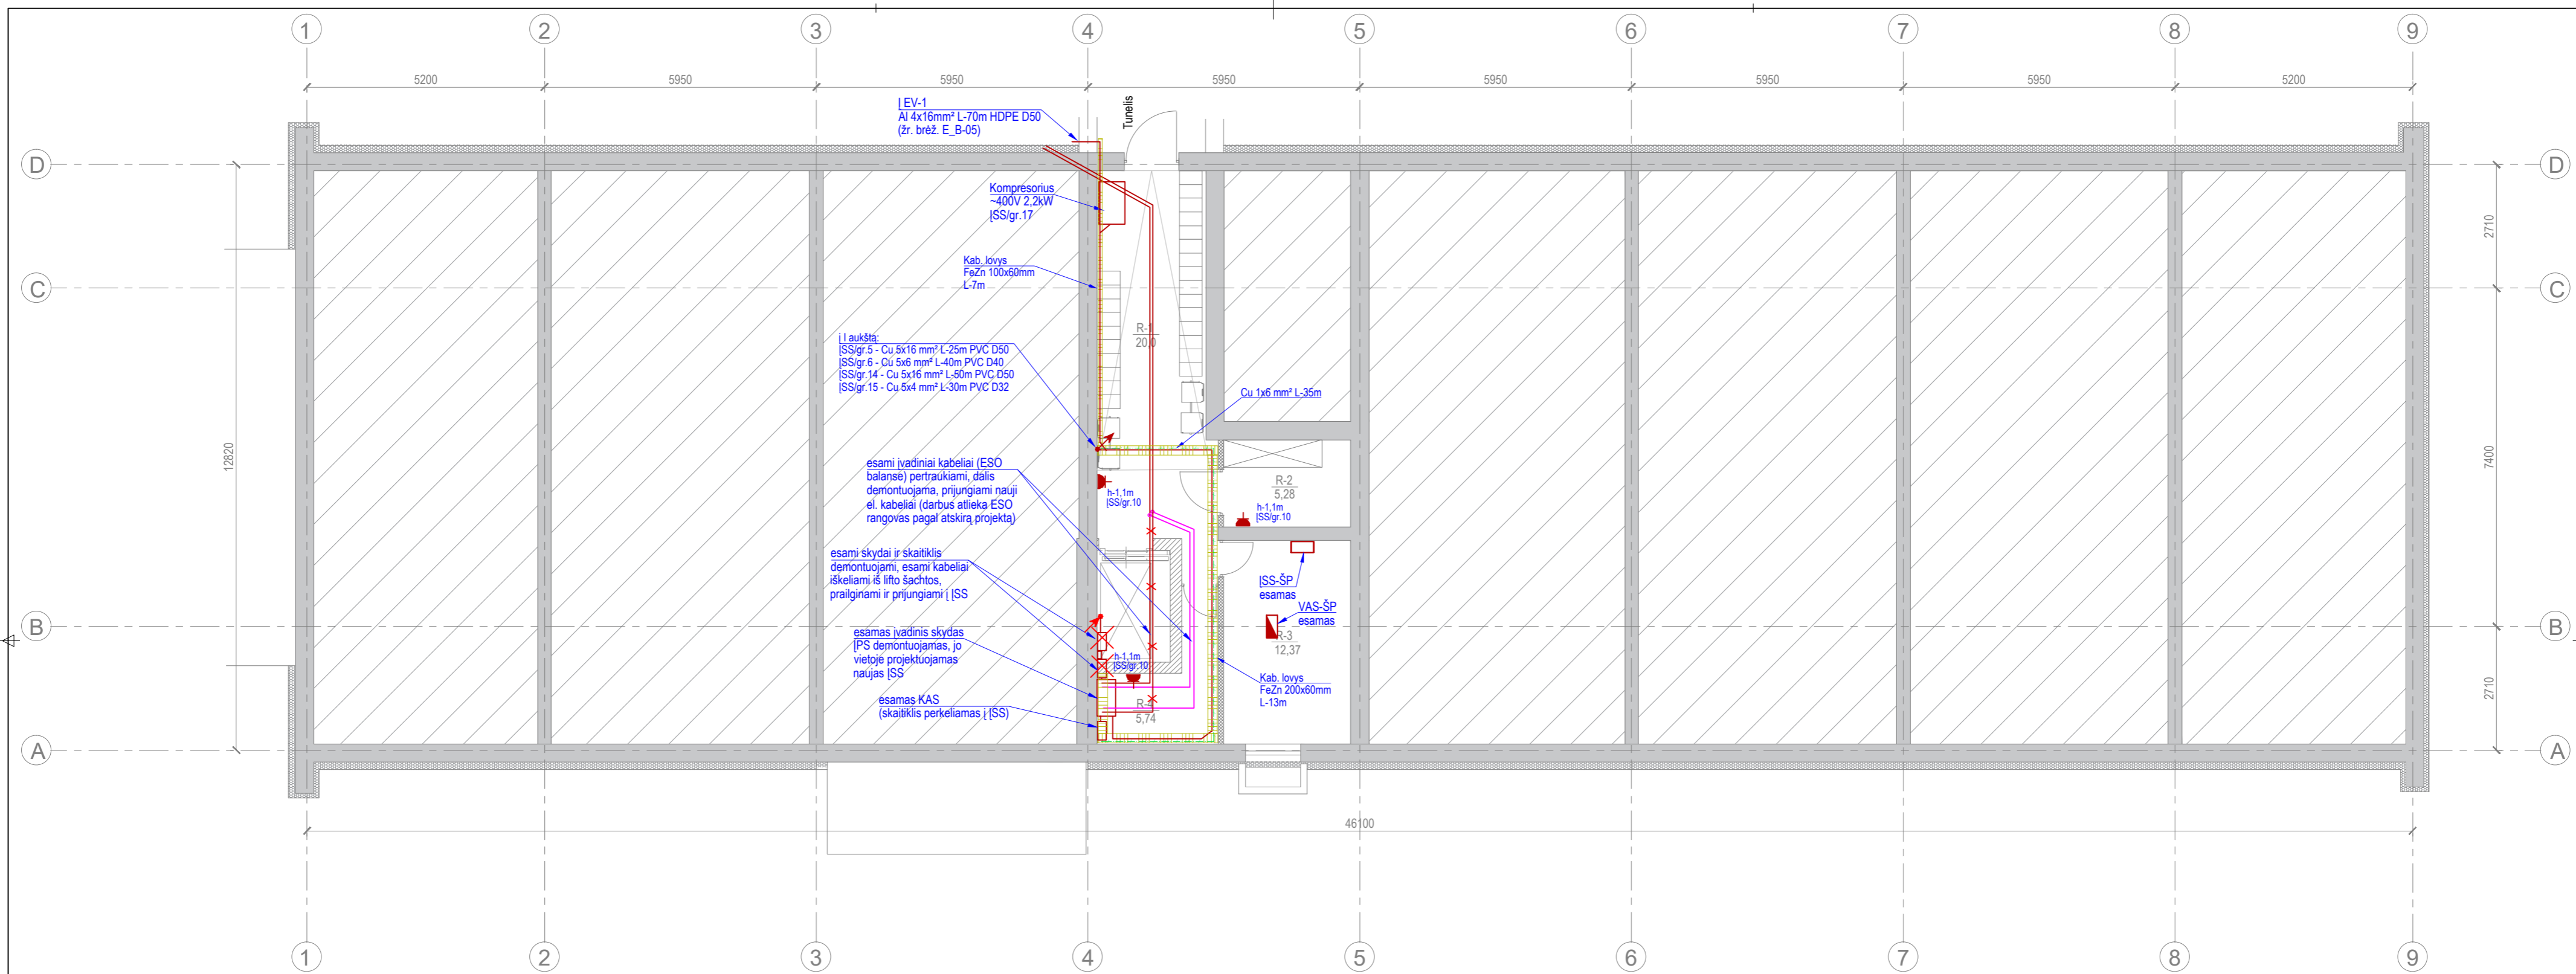 1
2
3
4
5
6
7
8
9
5200
5950
5950
5950
5950
5950
5950
5200
Į EV-1
Al 4x16mm² L-70m HDPE D50
(žr. brėž. E_B-05)
Tunelis
D
D
Kompresorius
~400V 2,2kW
ĮSS/gr.17
2710
Kab. lovys
FeZn 100x60mm
L-7m
C
C
R-1
20,0
į I aukštą:
ĮSS/gr.5 - Cu 5x16 mm² L-25m PVC D50
ĮSS/gr.6 - Cu 5x6 mm² L-40m PVC D40
ĮSS/gr.14 - Cu 5x16 mm² L-50m PVC D50
ĮSS/gr.15 - Cu 5x4 mm² L-30m PVC D32
Cu 1x6 mm² L-35m
12820
7400
esami įvadiniai kabeliai (ESO
balanse) pertraukiami, dalis
demontuojama, prijungiami nauji
el. kabeliai (darbus atlieka ESO
rangovas pagal atskirą projektą)
h-1,1m
ĮSS/gr.10
R-2
5,28
h-1,1m
ĮSS/gr.10
esami skydai ir skaitiklis
demontuojami, esami kabeliai
iškeliami iš lifto šachtos,
prailginami ir prijungiami į ĮSS
ĮSS-ŠP
esamas
VAS-ŠP
esamas
B
B
R-3
12,37
esamas įvadinis skydas
ĮPS demontuojamas, jo
vietoje projektuojamas
naujas ĮSS
h-1,1m
ĮSS/gr.10
Kab. lovys
FeZn 200x60mm
L-13m
2710
esamas KAS
(skaitiklis perkeliamas į ĮSS)
5,74
A
A
46100
1
2
3
4
5
6
7
8
9